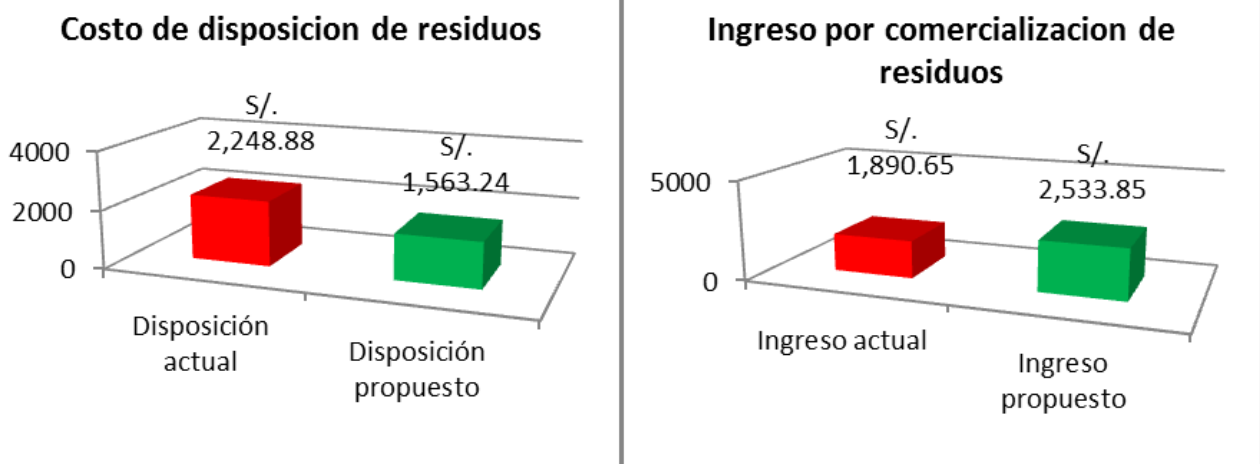 Costo de disposicion de residuos
S/.
2,248.88
S/.
1,563.24
4000
2000
0
Disposición
actual
Disposición
propuesto
Ingreso por comercializacion de
residuos
S/.
1,890.65
S/.
2,533.85
5000
0
Ingreso actual
Ingreso
propuesto